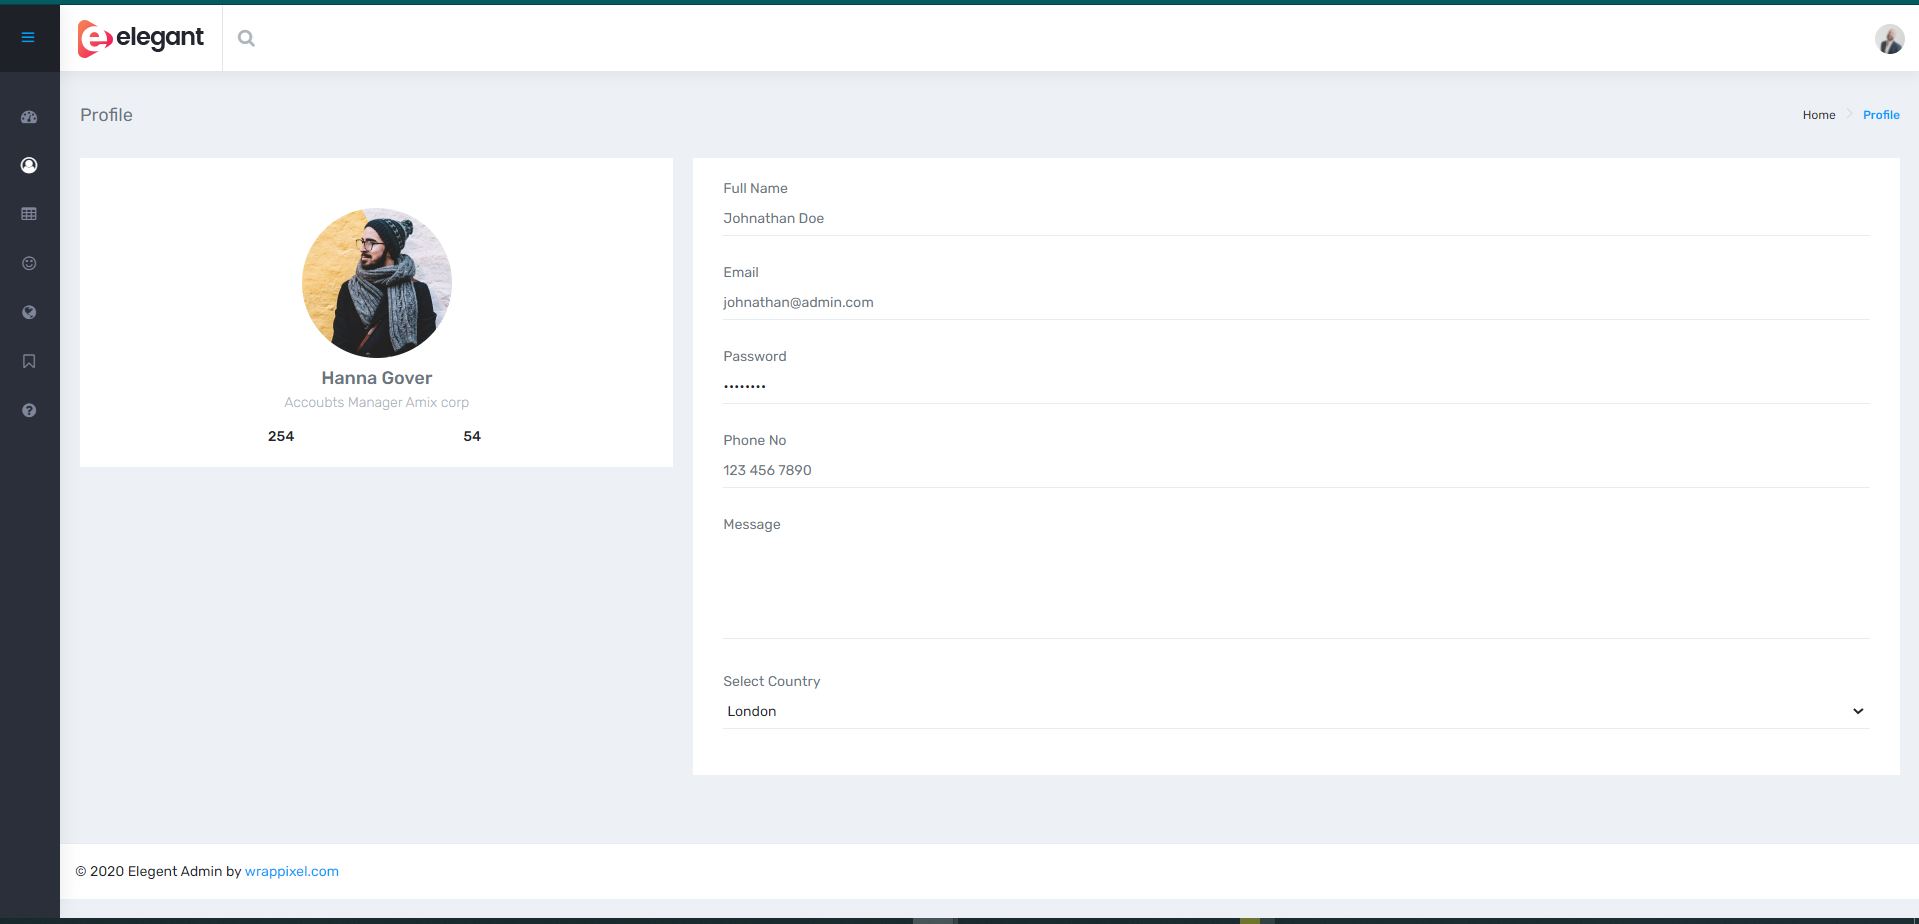 elegant
Profile
Home
Profile
Hanna Gover
Accoubts Manager Amix corp
254
54
Full Name
Johnathan Doe
Email
johnathan@admin.com
Password
••••••••
Phone No
123 456 7890
Message
Select Country
London
© 2020 Elegent Admin by wrappixel.com